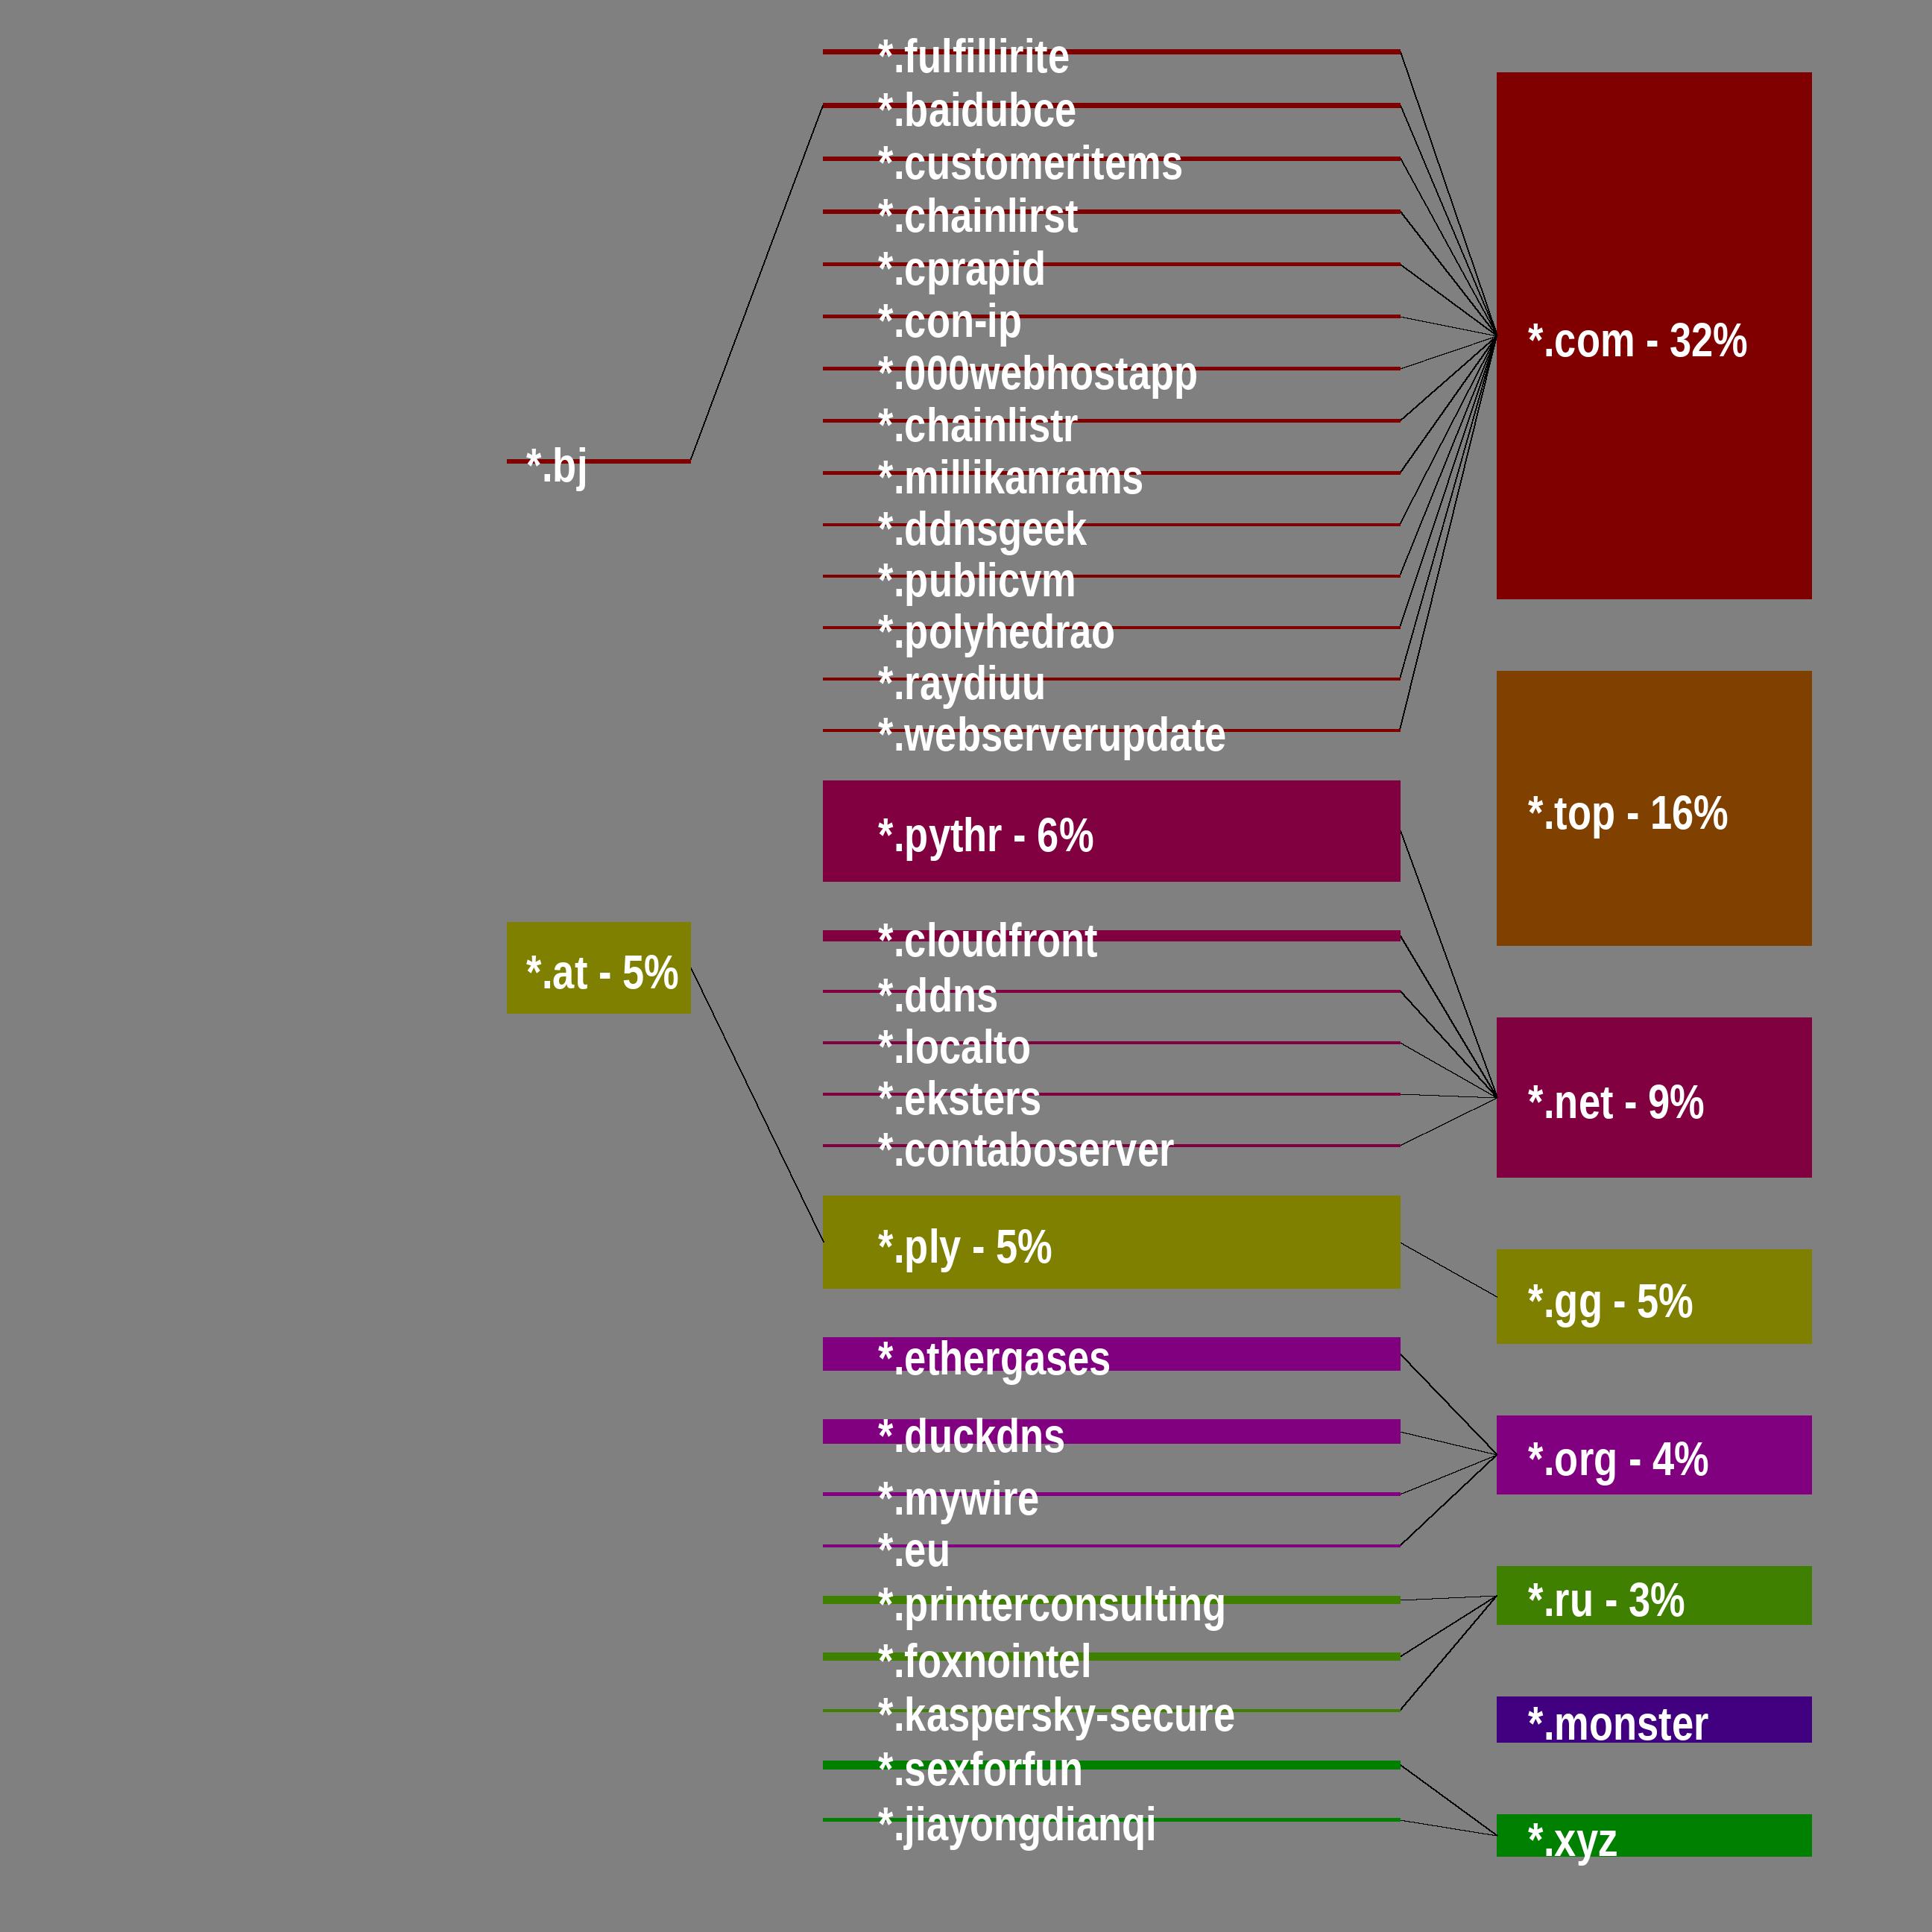 *.fulfillirite
*.baidubce
*.customeritems
*.chainlirst
*.cprapid
*.con-ip
*.com - 32%
*.000webhostapp
*.chainlistr
*.bj
*.millikanrams
*.ddnsgeek
*.publicvm
*.polyhedrao
*.raydiuu
*.webserverupdate
*.top - 16%
*.pythr - 6%
*.cloudfront
*.at - 5%
*.ddns
*.localto
*.eksters
*.net - 9%
*.contaboserver
*.ply - 5%
*.gg - 5%
*.ethergases
*.duckdns
*.org - 4%
*.mywire
*.eu
*.printerconsulting
*.ru - 3%
*.foxnointel
*.kaspersky-secure
*.monster
*.sexforfun
*.jiayongdianqi
*.xyz